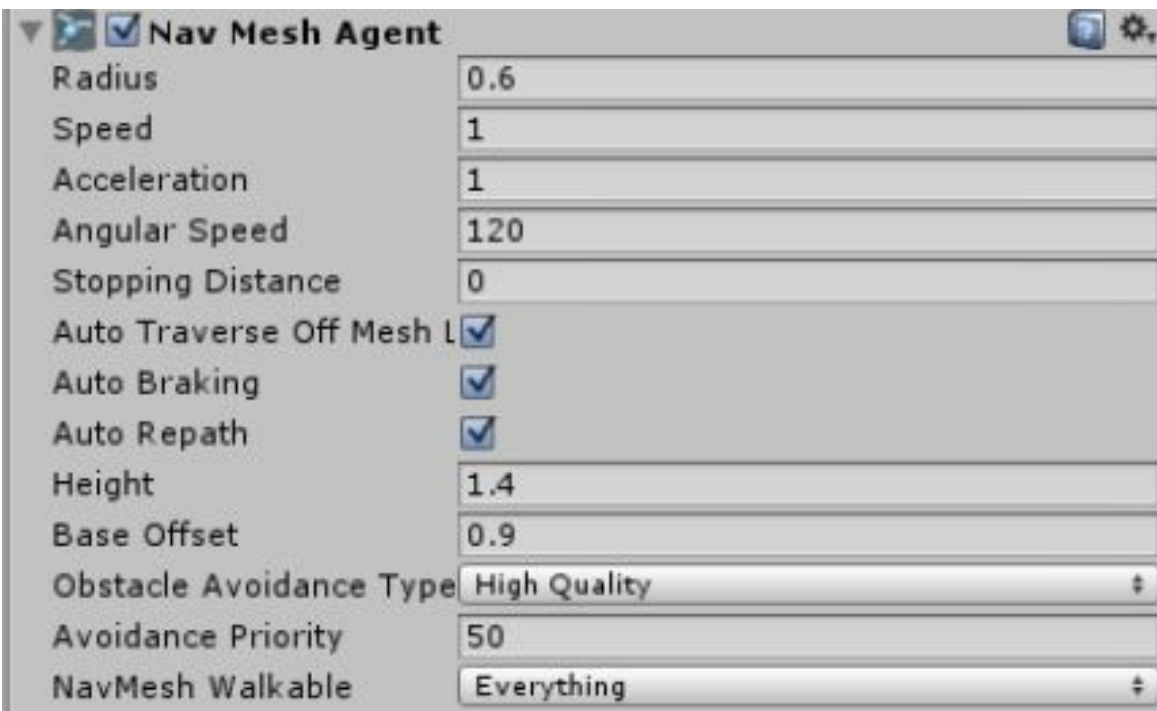 Nav Mesh Agent
Radius 0.6
Speed 1
Acceleration 1
Angular Speed 120
Stopping Distance 0
Auto Traverse Off Mesh L
Auto Braking
Auto Repath
Height 1.4
Base Offset 0.9
Obstacle Avoidance Type High Quality
Avoidance Priority 50
NavMesh Walkable Everything